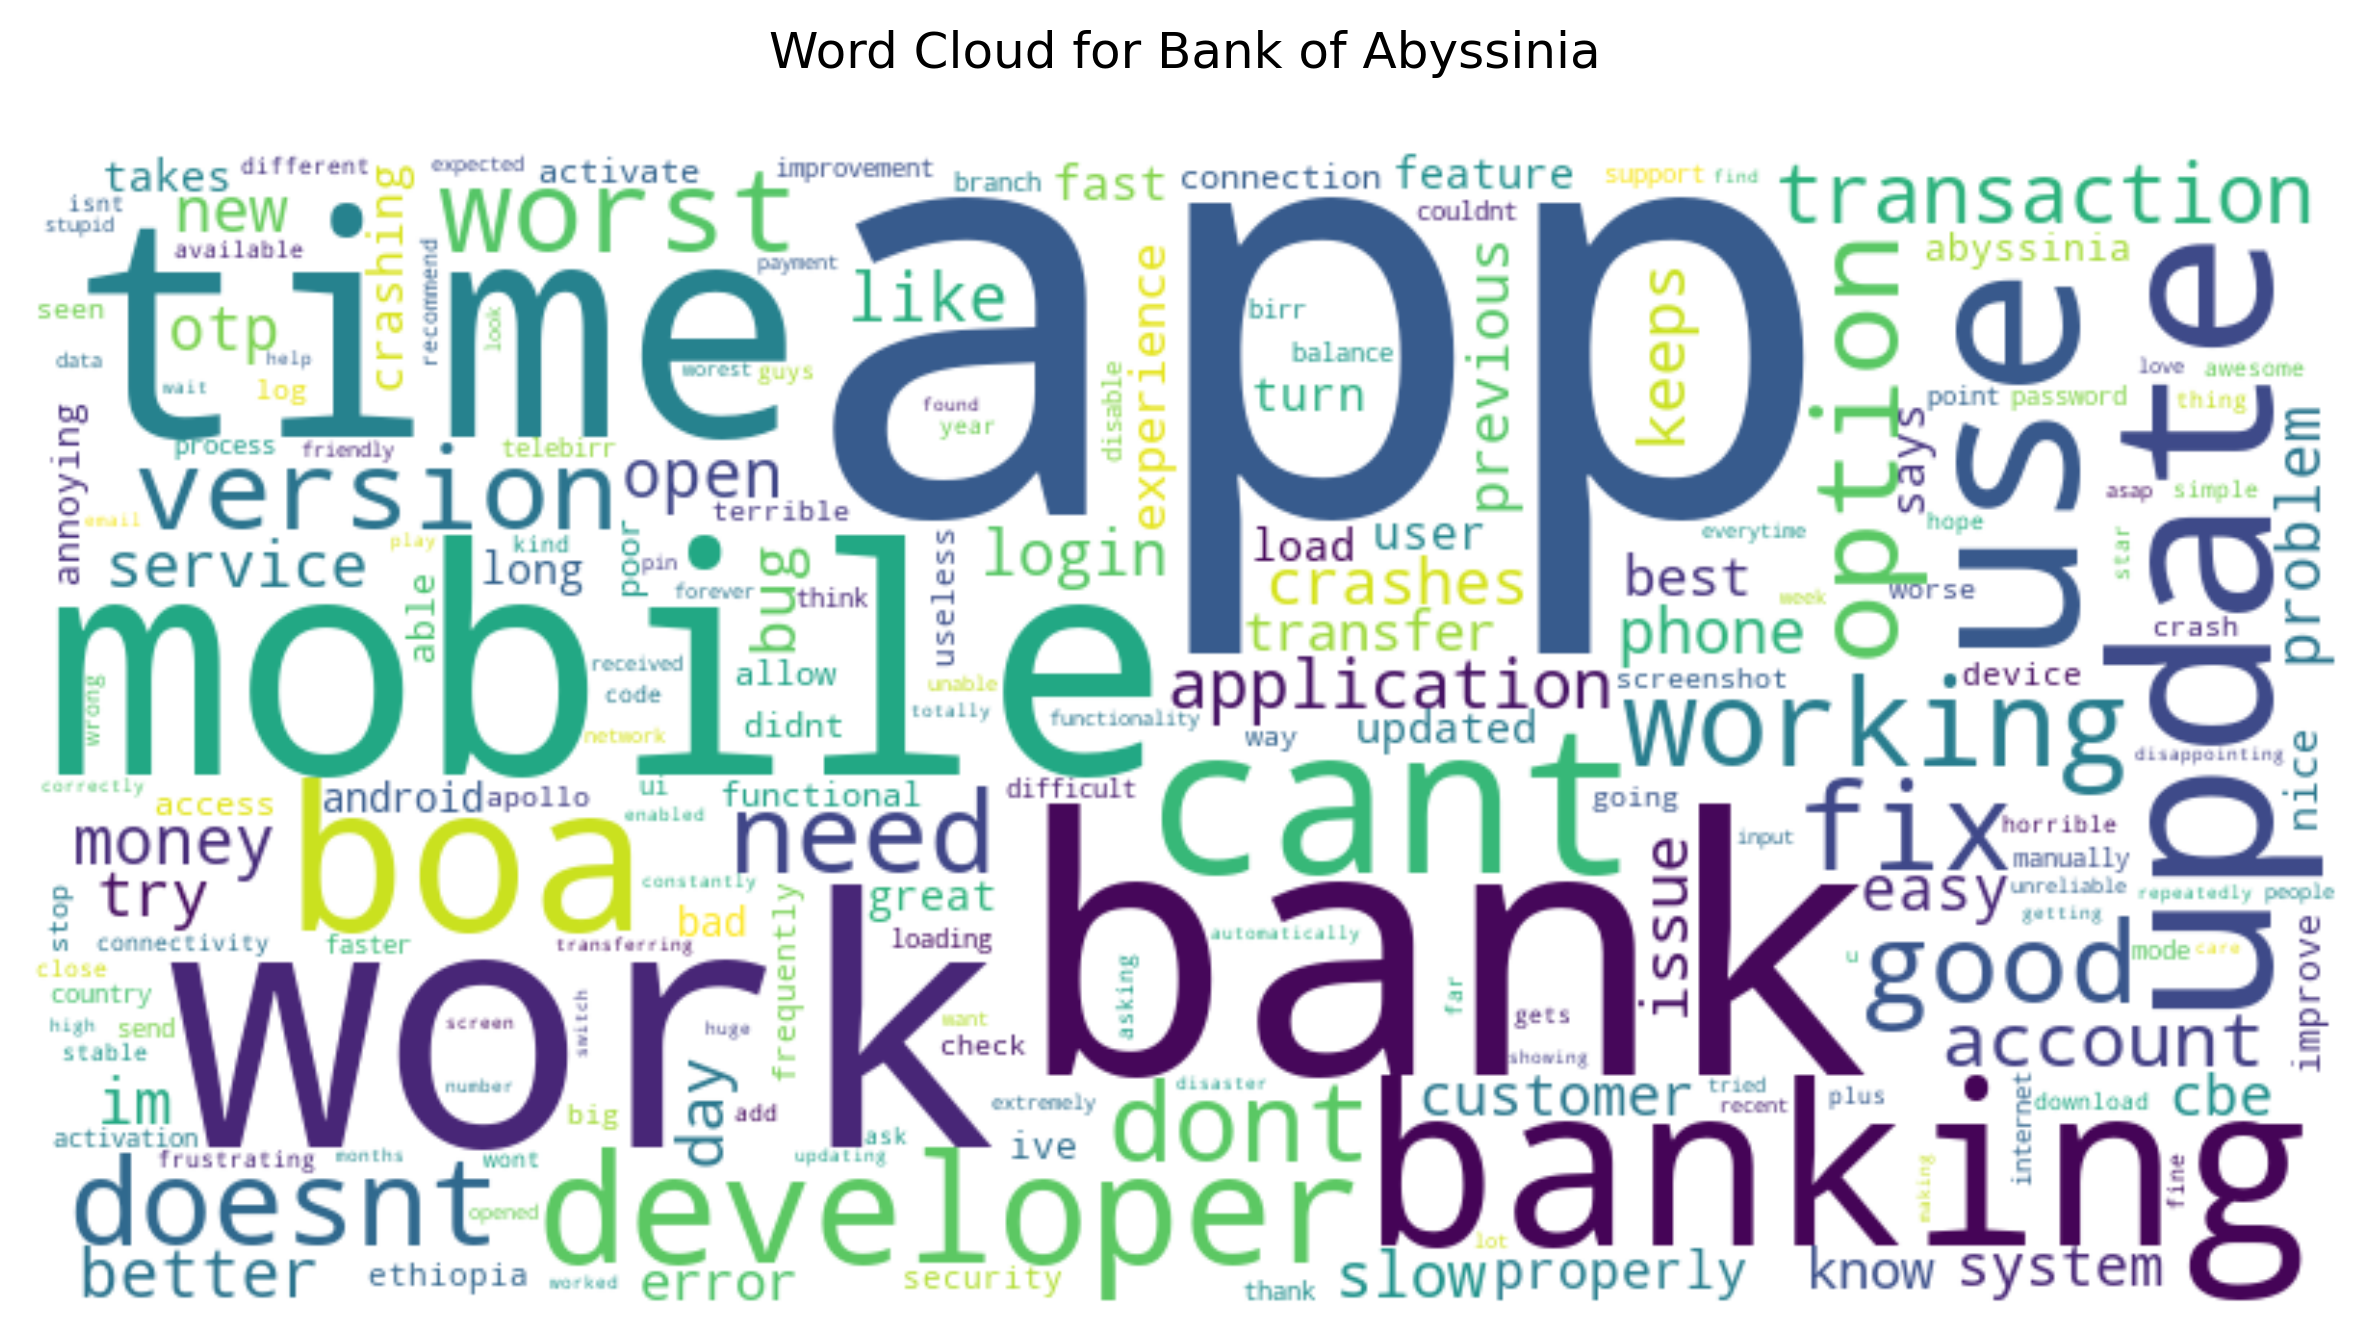 Word Cloud for Bank of Abyssinia
takes
different
expected
activate
improvement
branch
fast
connection
feature
support
find
transaction
isnt
stupid
new
available
crashing
worst
couldnt
recommend
payment
time
app
like
experience
previous
keeps
option
abyssinia
use
update
seen
otp
help
look
data
wait
log
worest
guys
birr
balance
turn
found
year
disable
love
awesome
point
password
thing
problem
annoying
process
friendly
telebirr
says
version
open
terrible
email
asap
simple
hope
everytime
star
service
play
kind
long
poor
pin
bug
forever
think
useless
login
load
user
crashes
best
week
worse
transfer
phone
crash
mobile
able
wrong
received
code
allow
unable
totally
functionality
application
screenshot
device
didnt
network
way
updated
working
disappointing
nice
correctly
access
android
apollo
ui
enabled
functional
difficult
cant
going
money
boa
need
input
fix
horrible
manually
try
constantly
great
bank
issue
easy
unreliable
repeatedly
people
getting
stop
connectivity
faster
transferring
bad
frequently
loading
automatically
good
mode
care
u
improve
close
country
work
high
send
stable
screen
number
switch
huge
want
check
asking
far
gets
showing
account
im
big
day
add
extremely
disaster
dont
customer
tried
recent
plus
internet
download
cbe
activation
frustrating
months
wont
updating
ask
ive
banking
making
fine
doesnt
opened
developer
lot
better
ethiopia
worked
error
security
thank
slow
properly
know
system